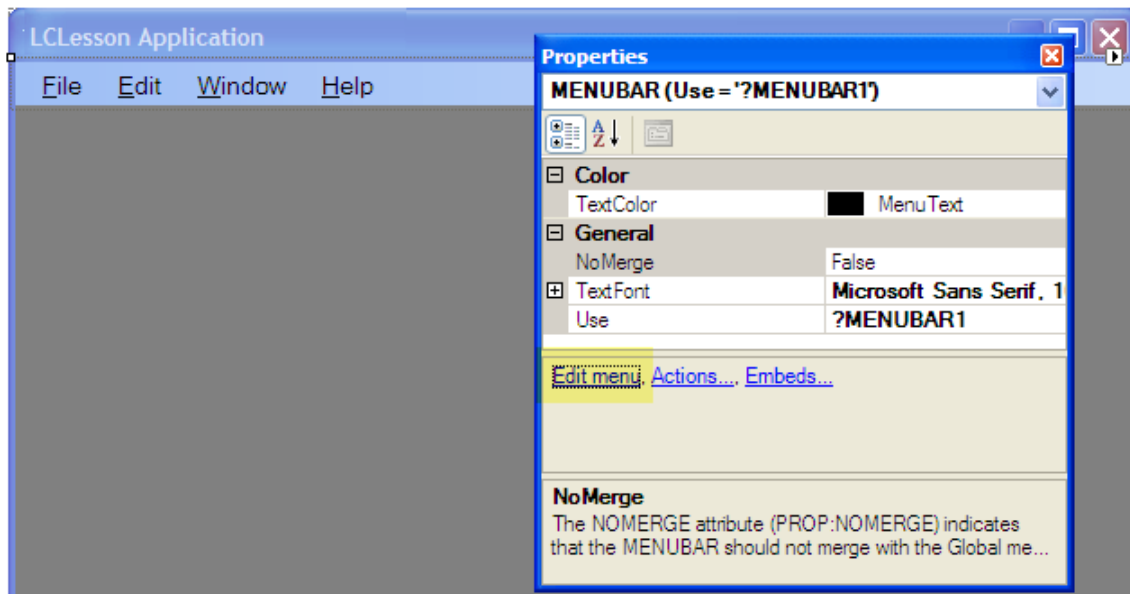 LCLesson Application
File Edit Window Help
Properties
MENUBAR (Use = '?MENUBAR1')
Color
TextColor MenuText
General
NoMerge False
TextFont Microsoft Sans Serif, 1
Use ?MENUBAR1
Edit menu, Actions..., Embeds...
NoMerge
The NOMERGE attribute (PROP:NOMERGE) indicates
that the MENUBAR should not merge with the Global me...